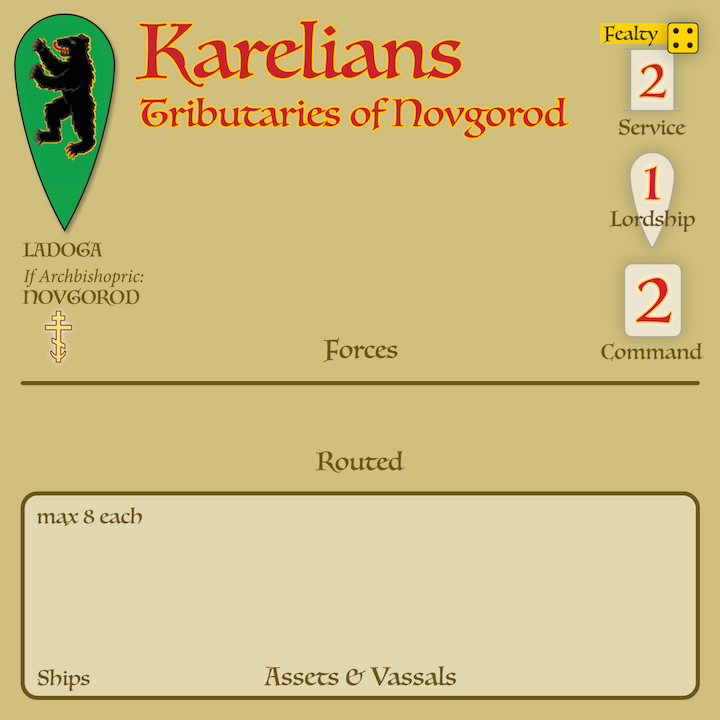 Karelians
Tributaries of Novgorod
Fealty
2
Service
1
Lordship
2
Command
LADOGA
If Archbishopric:
NOVGOROD
Forces
Routed
max 8 each
Ships
Assets & Vassals